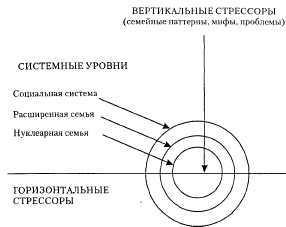 ВЕРТИКАЛЬНЫЕ СТРЕССОРЫ
(семейные паттерны, мифы, проблемы)
СИСТЕМНЫЕ УРОВНИ
Социальная система
Расширенная семья
Нуклеарная семья
ГОРИЗОНТАЛЬНЫЕ
СТРЕССОРЫ